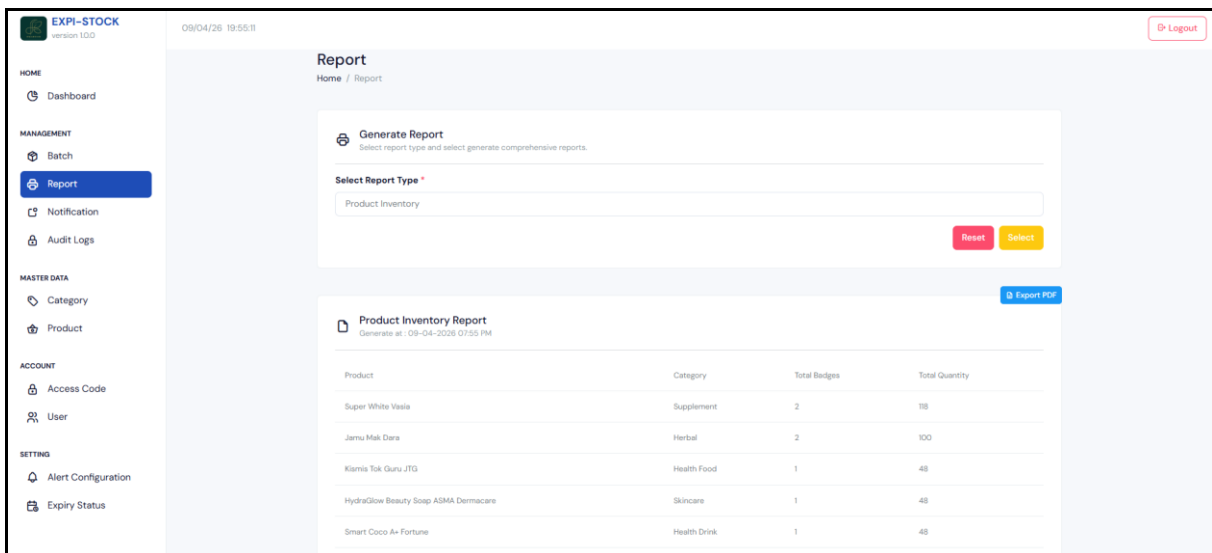 EXPI-STOCK
version 1.0.0
09/04/26 19:55:11
Logout
HOME
Dashboard
MANAGEMENT
Batch
Report
Notification
Audit Logs
MASTER DATA
Category
Product
ACCOUNT
Access Code
User
SETTING
Alert Configuration
Expiry Status
Report
Home / Report
Generate Report
Select report type and select generate comprehensive reports.
Select Report Type *
Product Inventory
Reset Select
Export PDF
Product Inventory Report
Generate at : 09-04-2026 07:55 PM
Product Category Total Badges Total Quantity
Super White Vasia Supplement 2 118
Jamu Mak Dara Herbal 2 100
Kismis Tok Guru JTG Health Food 1 48
HydraGlow Beauty Soap ASMA Dermacare Skincare 1 48
Smart Coco A+ Fortune Health Drink 1 48